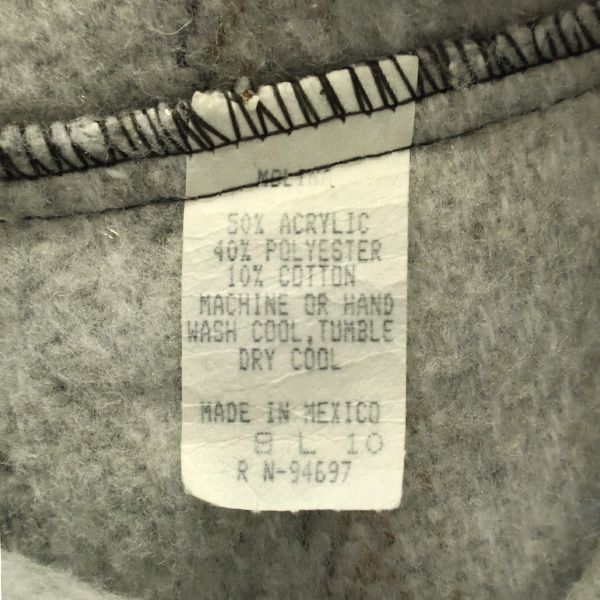 50% ACRYLIC
40% POLYESTER
10% COTTON
MACHINE OR HAND
WASH COOL, TUMBLE
DRY COOL
MADE IN MEXICO
8 L 10
R N-94697